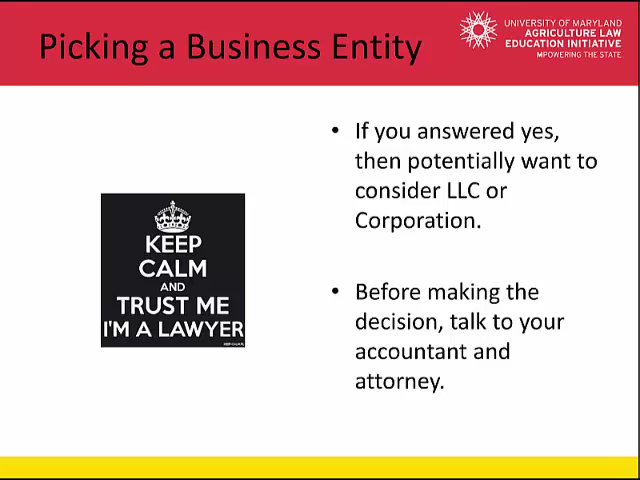 Picking a Business Entity
UNIVERSITY OF MARYLAND
AGRICULTURE LAW
EDUCATION INITIATIVE
MPOWERING THE STATE
• If you answered yes,
then potentially want to
consider LLC or
Corporation.
KEEP
CALM
AND
TRUST ME
I'M A LAWYER
• Before making the
decision, talk to your
accountant and
attorney.